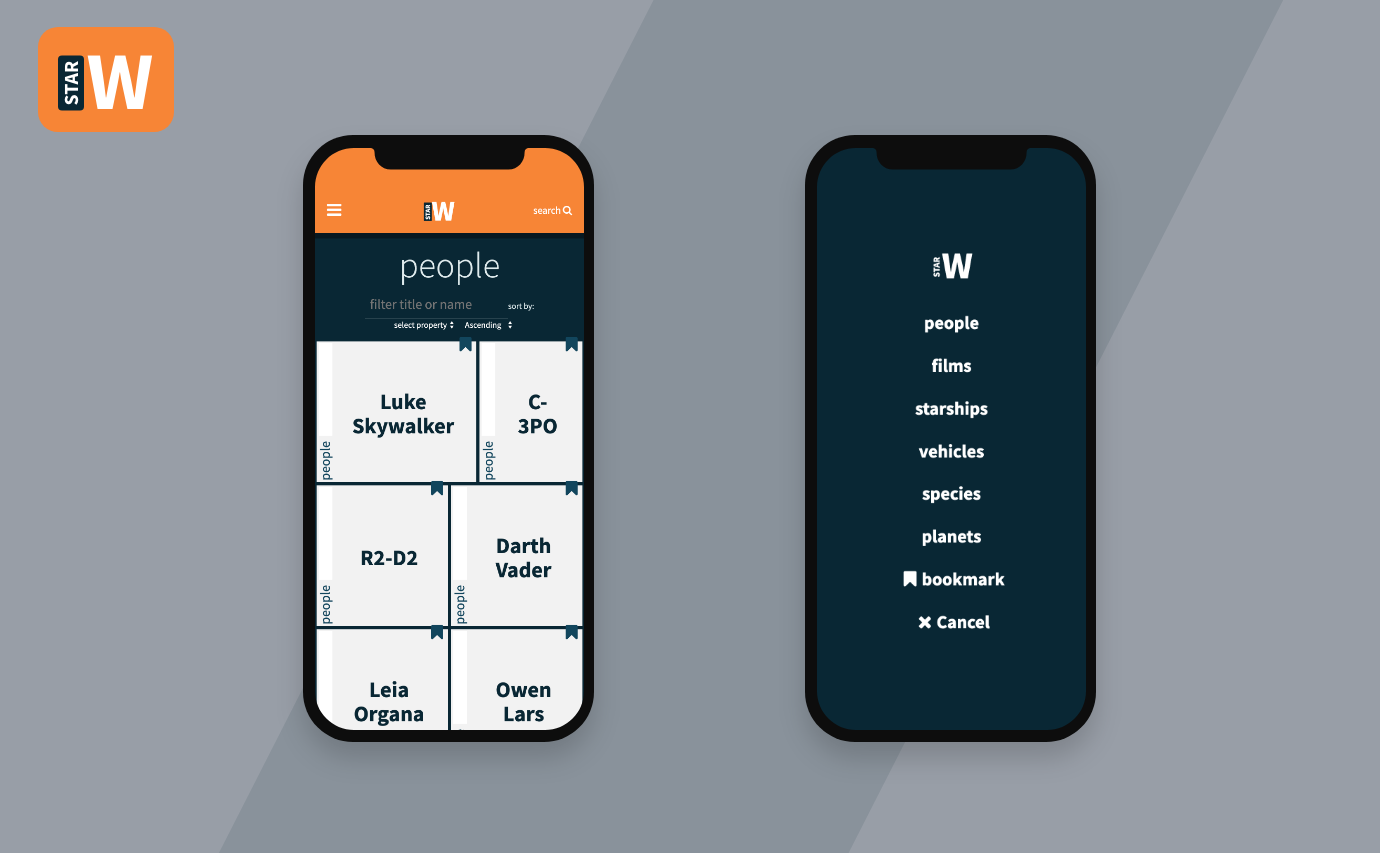 STAR W
STAR W
search
people
filter title or name
sort by:
select property
Ascending
Luke
Skywalker
people
C-
3PO
people
R2-D2
people
Darth
Vader
people
Leia
Organa
Owen
Lars
STAR W
people
films
starships
vehicles
species
planets
bookmark
Cancel